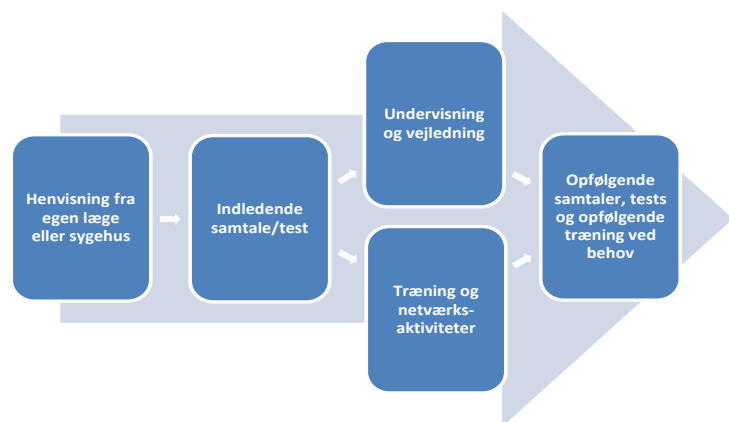 Henvisning fra
egen læge
eller sygehus
Indledende
samtale/test
Undervisning
og vejledning
Træning og
netværks-
aktiviteter
Opfølgende
samtaler, tests
og opfølgende
træning ved
behov